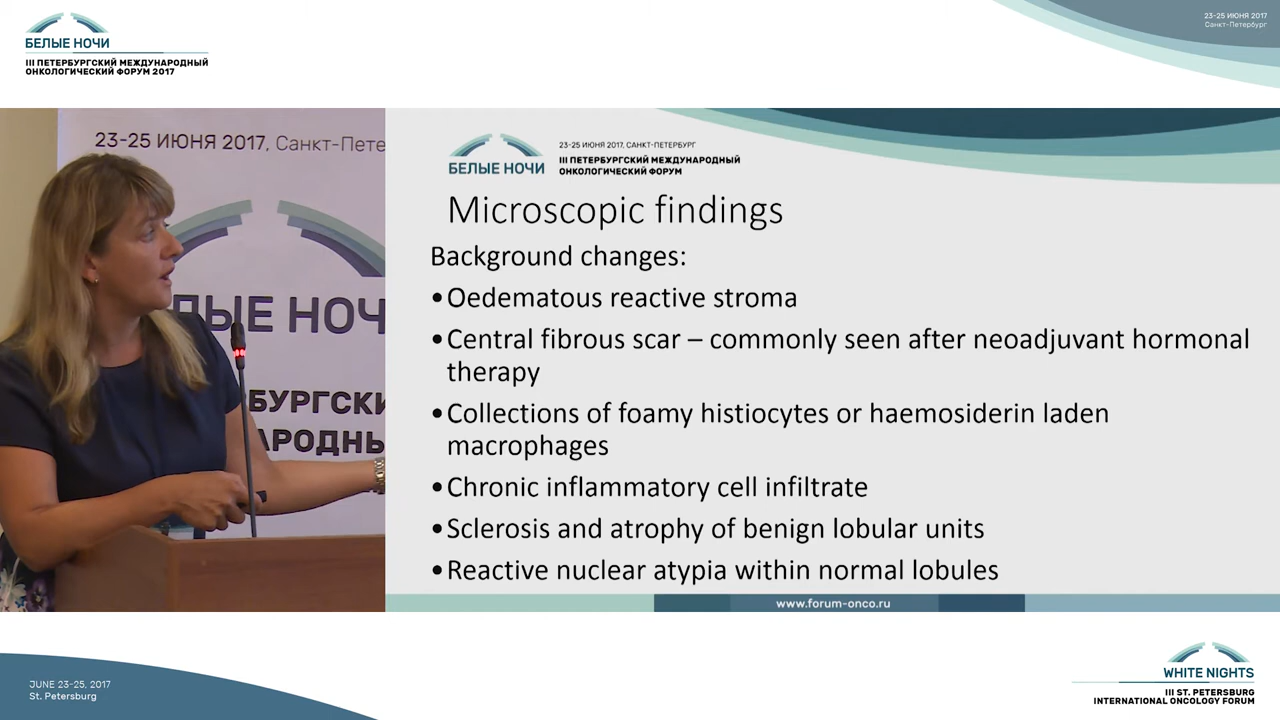 БЕЛЫЕ НОЧИ
III ПЕТЕРБУРГСКИЙ МЕЖДУНАРОДНЫЙ
ОНКОЛОГИЧЕСКИЙ ФОРУМ 2017
23-25 ИЮНЯ 2017
Санкт-Петербург
23-25 ИЮНЯ 2017, Санкт-Пете
ЛЫЕ НОЧ
БУРГСКИ
АРОДНЫ
БЕЛЫЕ НОЧИ
23-25 ИЮНЯ 2017, САНКТ-ПЕТЕРБУРГ
III ПЕТЕРБУРГСКИЙ МЕЖДУНАРОДНЫЙ
ОНКОЛОГИЧЕСКИЙ ФОРУМ
Microscopic findings
Background changes:
•Oedematous reactive stroma
•Central fibrous scar – commonly seen after neoadjuvant hormonal
therapy
•Collections of foamy histiocytes or haemosiderin laden
macrophages
•Chronic inflammatory cell infiltrate
•Sclerosis and atrophy of benign lobular units
•Reactive nuclear atypia within normal lobules
www.forum-onco.ru
JUNE 23-25, 2017
St. Petersburg
WHITE NIGHTS
III ST. PETERSBURG
INTERNATIONAL ONCOLOGY FORUM